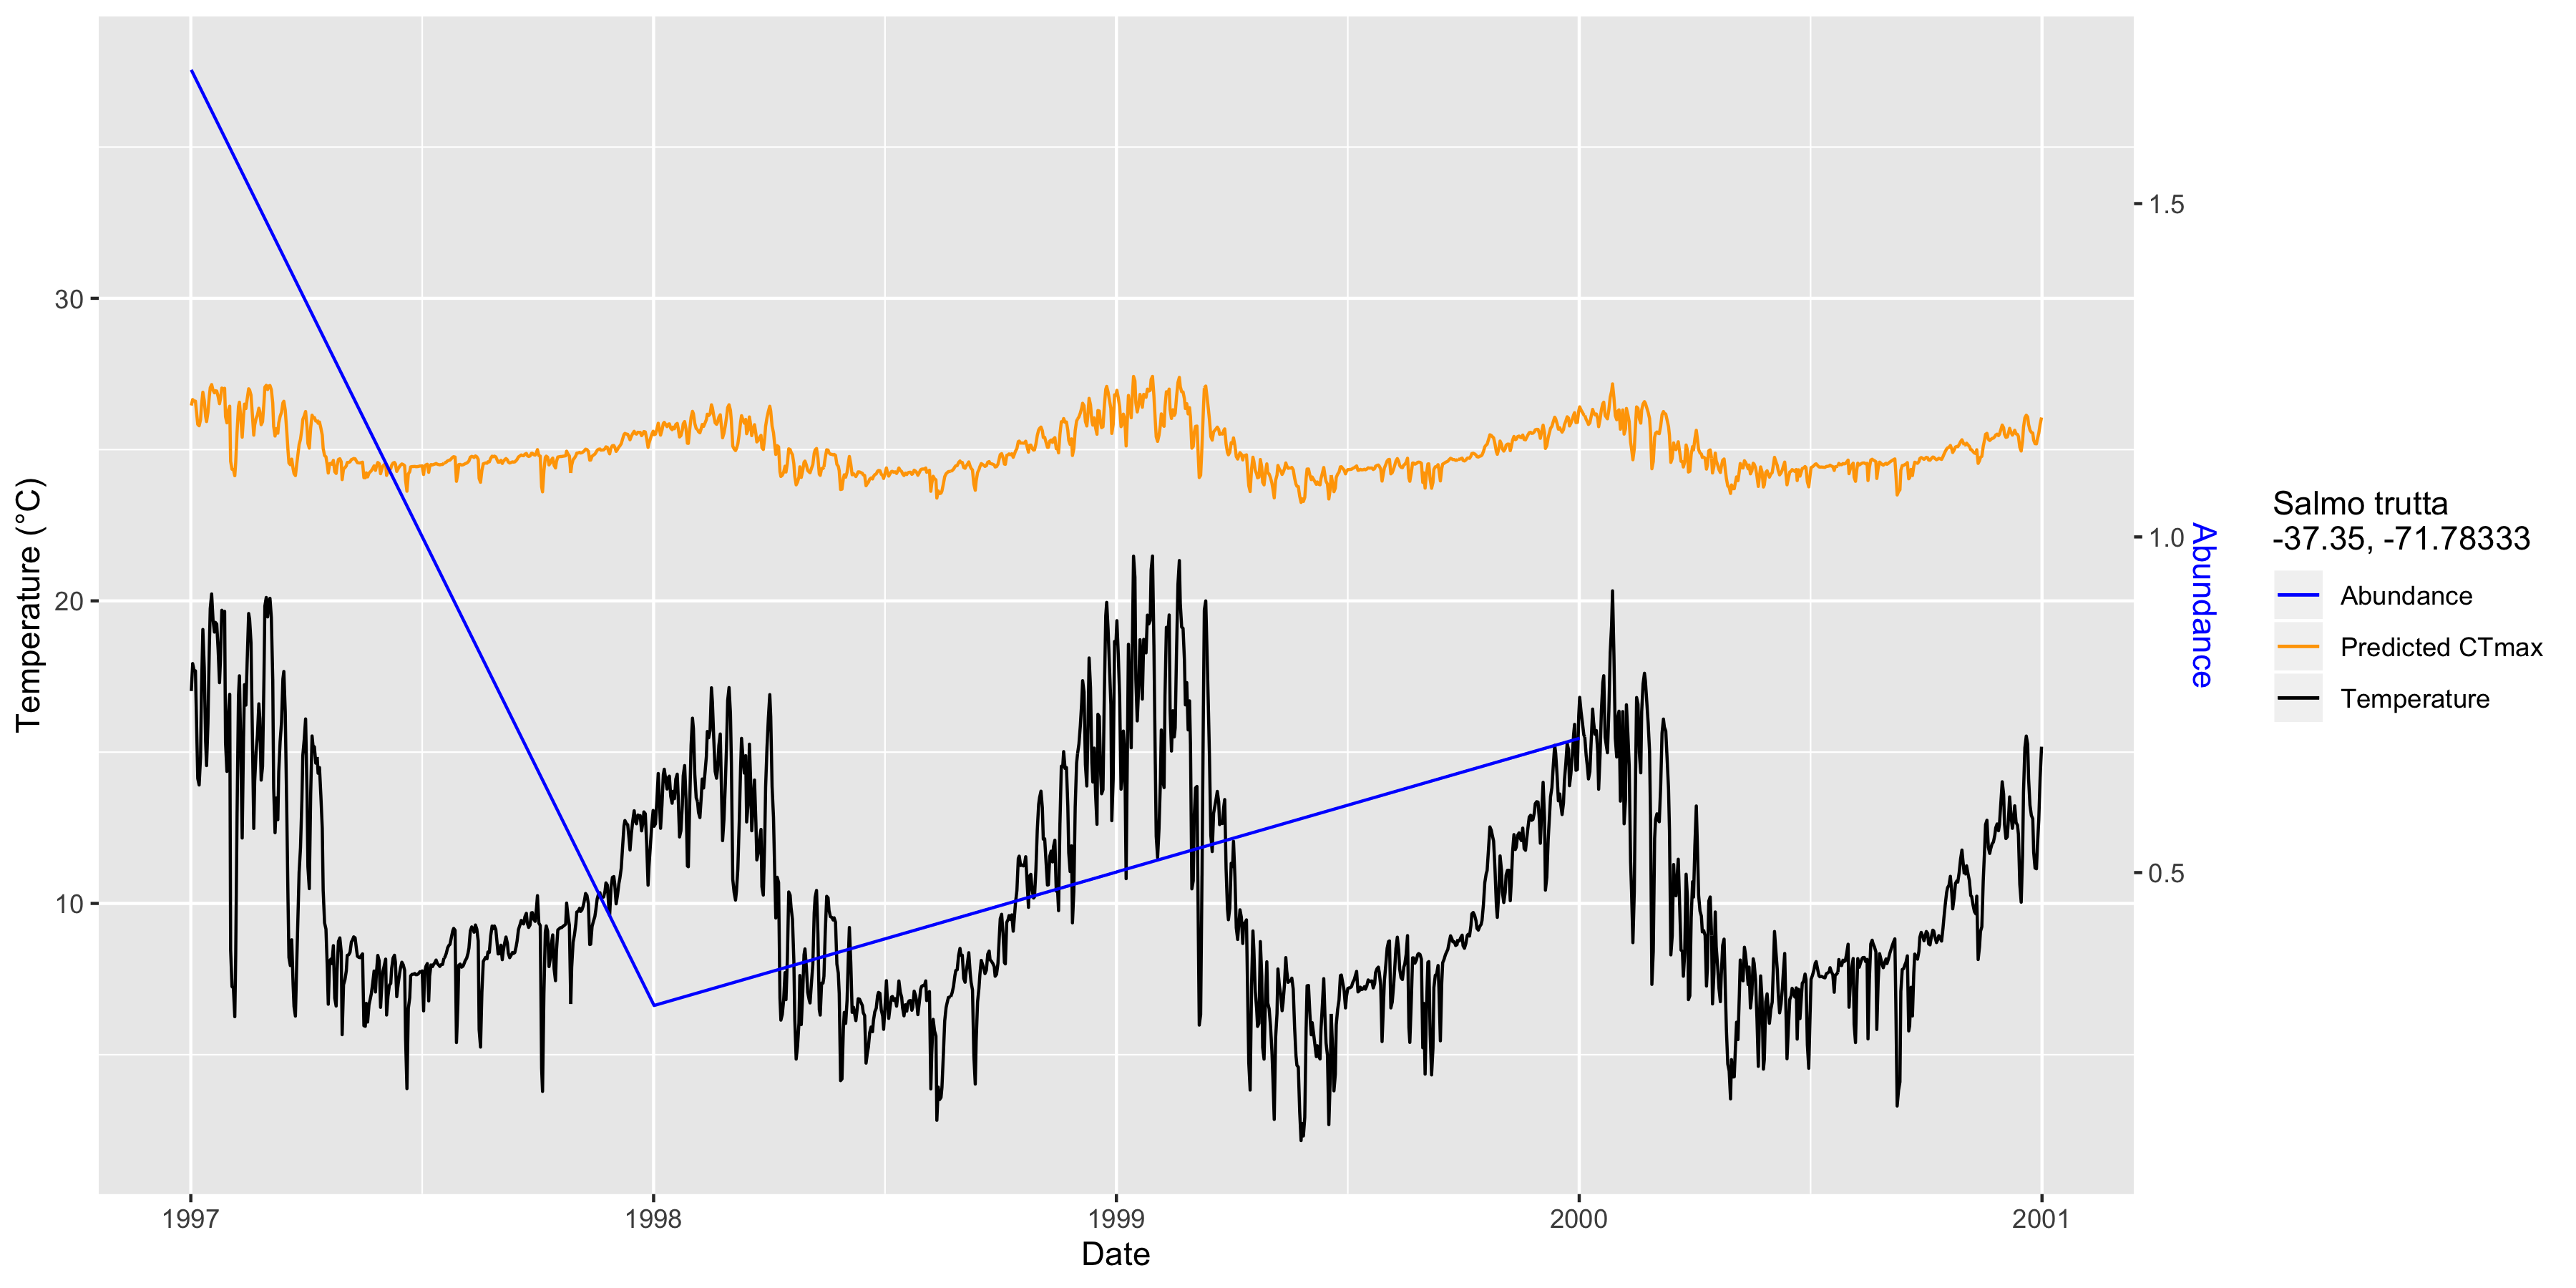 Temperature (°C)
30
20
10
1997
1998
1999
2000
2001
Date
1.5
1.0
0.5
Abundance
Salmo trutta
-37.35, -71.78333
Abundance
Predicted CTmax
Temperature